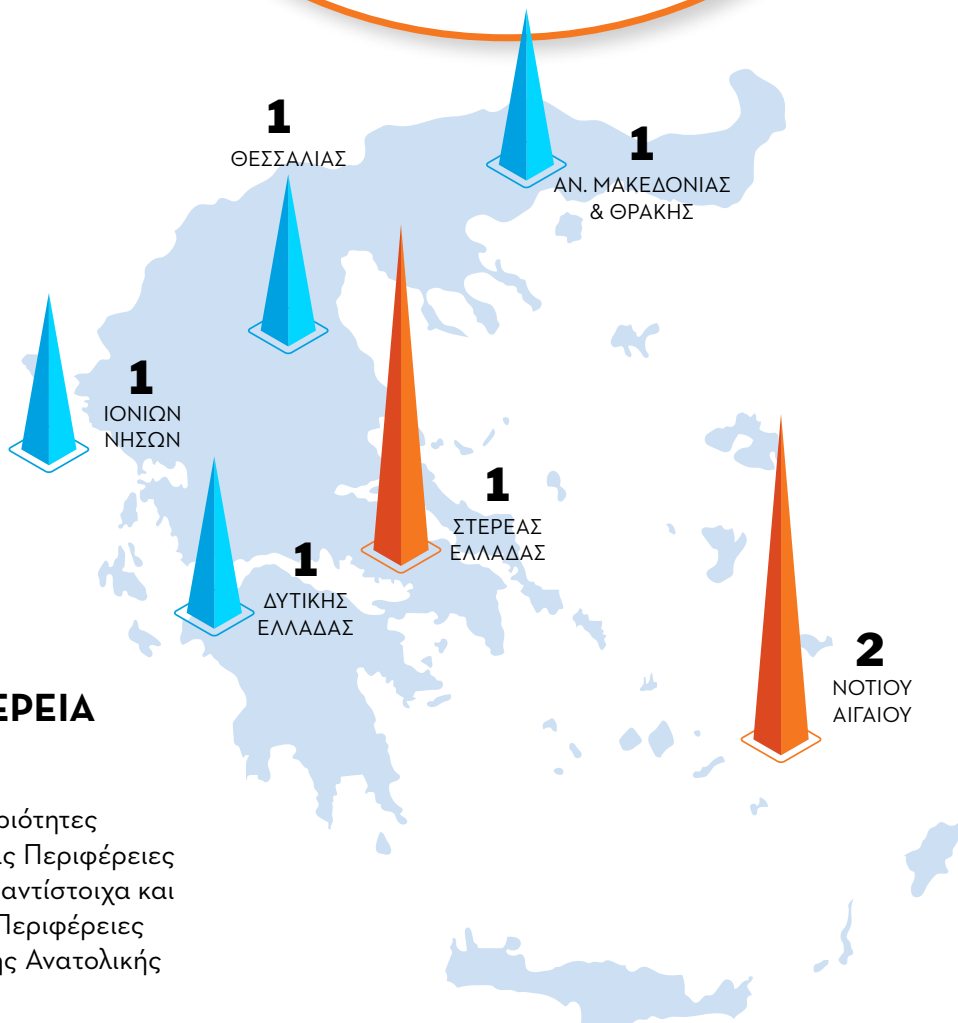 1
ΘΕΣΣΑΛΙΑΣ
1
ΑΝ. ΜΑΚΕΔΟΝΙΑΣ
& ΘΡΑΚΗΣ
1
ΙΟΝΙΩΝ
ΝΗΣΩΝ
1
ΣΤΕΡΕΑΣ
ΕΛΛΑΔΑΣ
1
ΔΥΤΙΚΗΣ
ΕΛΛΑΔΑΣ
2
ΝΟΤΙΟΥ
ΑΙΓΑΙΟΥ
ΕΡΕΙΑ
ριότητες
ς Περιφέρειες
αντίστοιχα και
Περιφέρειες
ης Ανατολικής